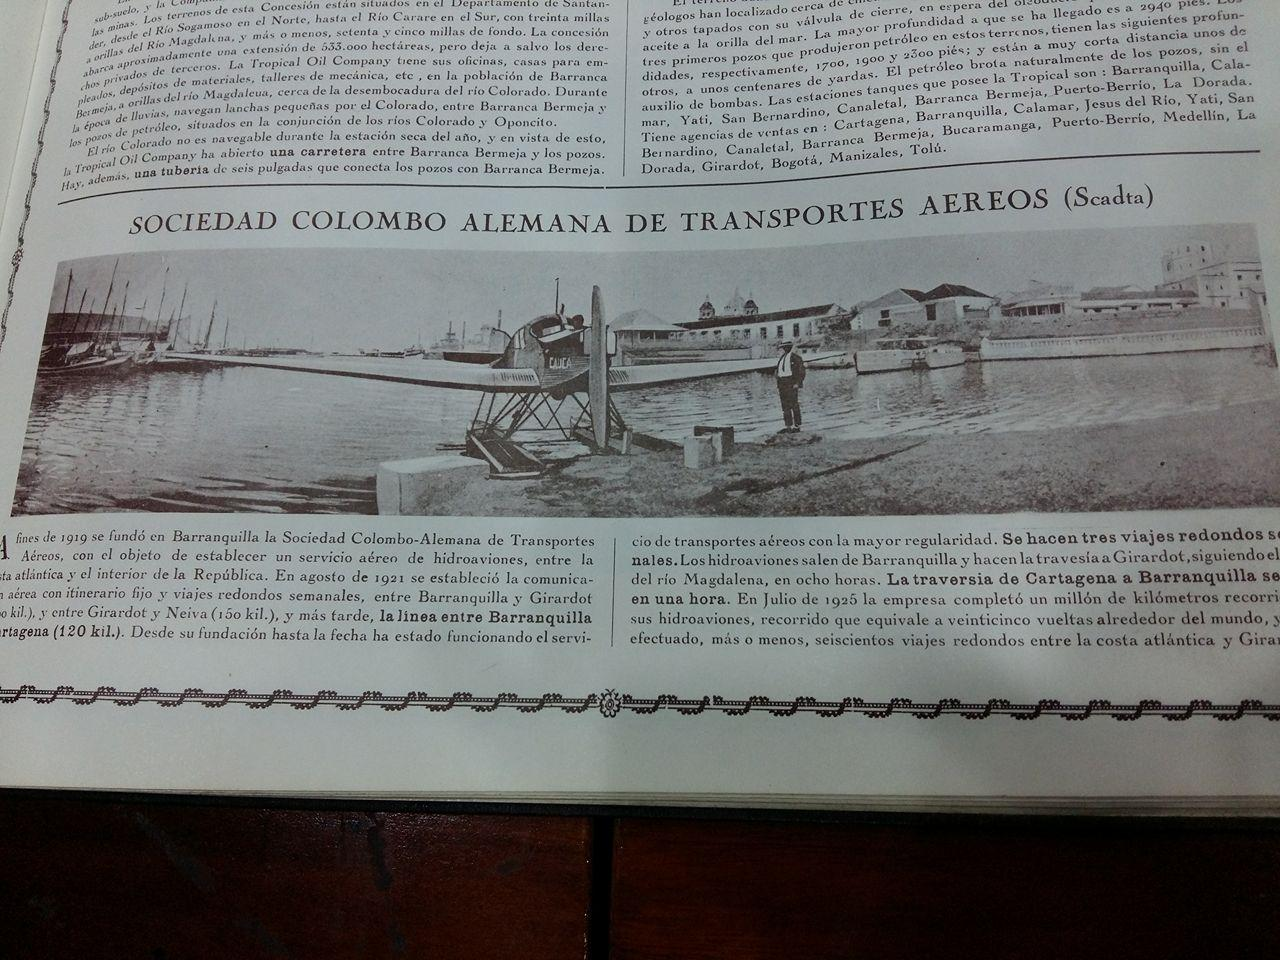 sub-suelo, y la
las minas. Los terrenos de esta Concesión están situados en el Departamento de Santan-
der, desde el Río Sogamoso en el Norte, hasta el Río Carare en el Sur, con treinta millas
a orillas del Río Magdalena, y más o menos, setenta y cinco millas de fondo. La concesión
abarca aproximadamente una extensión de 533.000 hectáreas, pero deja a salvo los dere-
chos privados de terceros. La Tropical Oil Company tiene sus oficinas, casas para em-
pleados, depósitos de materiales, talleres de mecánica, etc, en la población de Barranca
Bermeja, a orillas del río Magdaleua, cerca de la desembocadura del río Colorado. Durante
la época de lluvias, navegan lanchas pequeñas por el Colorado, entre Barranca Bermeja y
los pozos de petróleo, situados en la conjunción de los ríos Colorado y Oponcito.
El río Colorado no es navegable durante la estación seca del año, y en vista de esto,
la Tropical Oil Company ha abierto una carretera entre Barranca Bermeja y los pozos.
Hay, además, una tubería de seis pulgadas que conecta los pozos con Barranca Bermeja.
El terreno
géologos han localizado cerca de
y otros tapados con su válvula de cierre, en espera del oleoducto
aceite a la orilla del mar. La mayor profundidad a que se ha llegado es a 2940 pies. Los
tres primeros pozos que produjeron petróleo en estos terrenos, tienen las siguientes profun-
didades, respectivamente, 1700, 1900 y 2300 piés; y están a muy corta distancia unos de
otros, a unos centenares de yardas. El petróleo brota naturalmente de los pozos, sin el
auxilio de bombas. Las estaciones tanques que posee la Tropical son: Barranquilla, Cala-
mar, Yati, San Bernardino, Canaletal, Barranca Bermeja, Puerto-Berrío, La Dorada.
Tiene agencias de ventas en: Cartagena, Barranquilla, Calamar, Jesus del Río, Yati, San
Bernardino, Canaletal, Barranca Bermeja, Bucaramanga, Puerto-Berrío, Medellín, La
Dorada, Girardot, Bogotá, Manizales, Tolú.
SOCIEDAD COLOMBO ALEMANA DE TRANSPORTES AEREOS (Scadta)
CAUCA
A fines de 1919 se fundó en Barranquilla la Sociedad Colombo-Alemana de Transportes
Aéreos, con el objeto de establecer un servicio aéreo de hidroaviones, entre la
sta atlántica y el interior de la República. En agosto de 1921 se estableció la comunica-
n aérea con itinerario fijo y viajes redondos semanales, entre Barranquilla y Girardot
o kil.), y entre Girardot y Neiva (150 kil.), y más tarde, la línea entre Barranquilla
artagena (120 kil.). Desde su fundación hasta la fecha ha estado funcionando el servi-
cio de transportes aéreos con la mayor regularidad. Se hacen tres viajes redondos se
nales. Los hidroaviones salen de Barranquilla y hacen la travesía a Girardot, siguiendo el
del río Magdalena, en ocho horas. La traversia de Cartagena a Barranquilla se
en una hora. En Julio de 1925 la empresa completó un millón de kilómetros recorri
sus hidroaviones, recorrido que equivale a veinticinco vueltas alrededor del mundo, y
efectuado, más o menos, seiscientos viajes redondos entre la costa atlántica y Girar